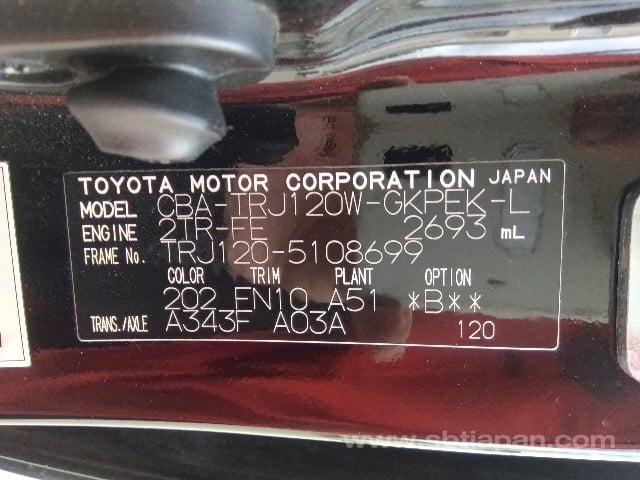 TOYOTA MOTOR CORPORATION JAPAN
MODEL CBA-TRJ120W-GKPEK-L
ENGINE 2TR-FE 2693 mL
FRAME No. TRJ120-5108699
COLOR TRIM PLANT OPTION
202 FN10 A51 *B**
TRANS./AXLE A343F A03A 120
www.sbtjapan.com